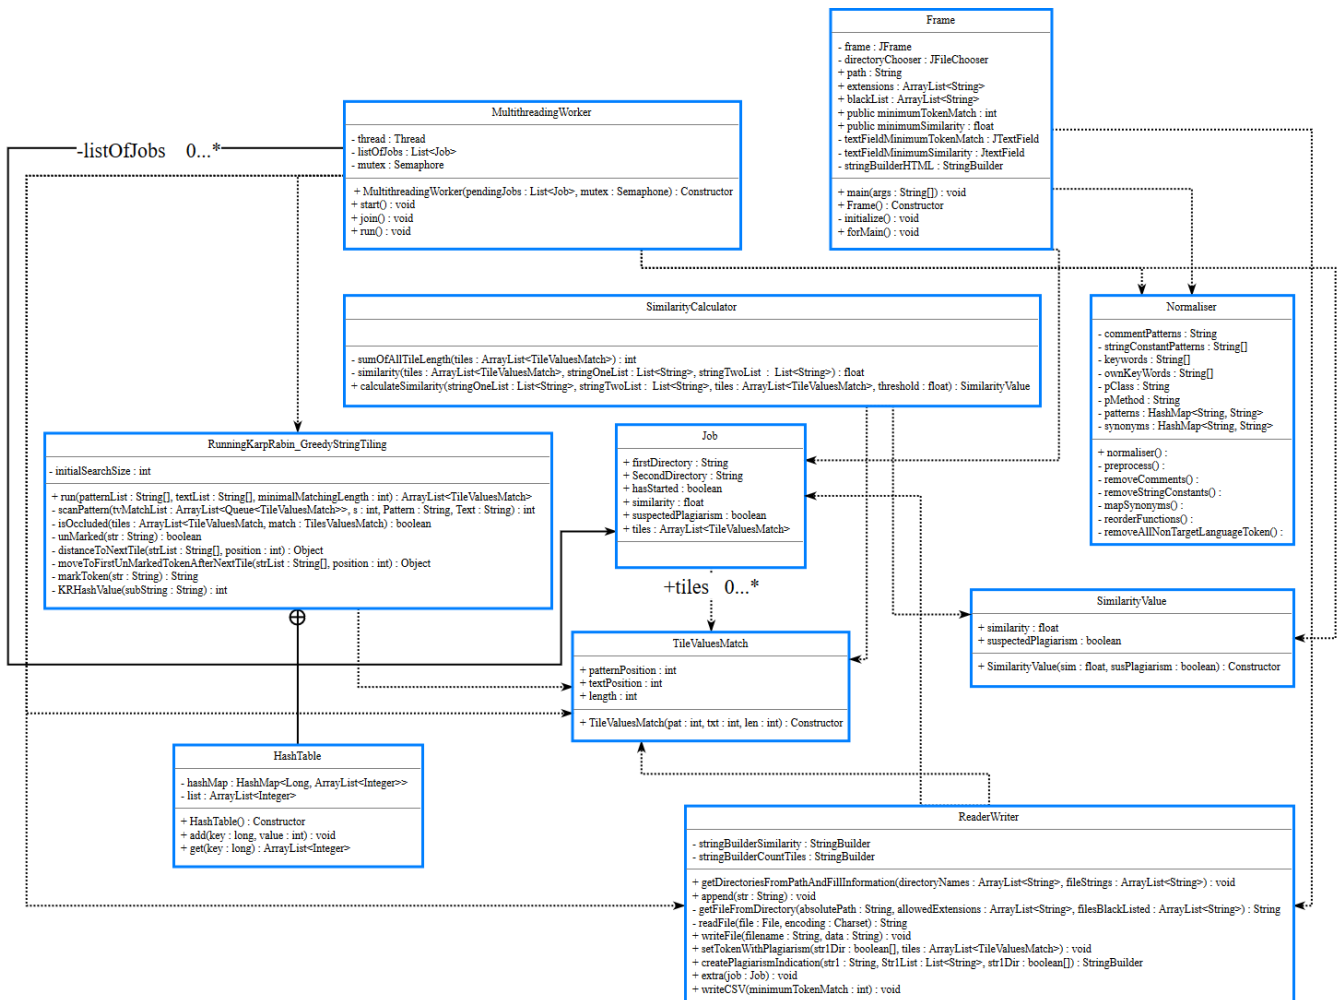 Frame
- frame : JFrame
- directoryChooser : JFileChooser
+ path : String
+ extensions : ArrayList<String>
+ blackList : ArrayList<String>
+ public minimumTokenMatch : int
+ public minimumSimilarity : float
- textFieldMinimumTokenMatch : JTextField
- textFieldMinimumSimilarity : JtextField
- stringBuilderHTML : StringBuilder
+ main(args : String[]) : void
+ Frame() : Constructor
- initialize() : void
+ forMain() : void
MultithreadingWorker
- thread : Thread
- listOfJobs : List<Job>
- mutex : Semaphore
+ MultithreadingWorker(pendingJobs : List<Job>, mutex : Semaphore) : Constructor
+ start() : void
+ join() : void
+ run() : void
-listOfJobs 0...*
SimilarityCalculator
- sumOfAllTileLength(tiles : ArrayList<TileValuesMatch>) : int
- similarity(tiles : ArrayList<TileValuesMatch>, stringOneList : List<String>, stringTwoList : List<String>) : float
+ calculateSimilarity(stringOneList : List<String>, stringTwoList : List<String>, tiles : ArrayList<TileValuesMatch>, threshold : float) : SimilarityValue
Normaliser
- commentPatterns : String
- stringConstantPatterns : String[]
- keywords : String[]
- ownKeyWords : String[]
- pClass : String
- pMethod : String
- patterns : HashMap<String, String>
- synonyms : HashMap<String, String>
+ normaliser() :
- preprocess() :
- removeComments() :
- removeStringConstants() :
- mapSynonyms() :
- reorderFunctions() :
- removeAllNonTargetLanguageToken() :
RunningKarpRabin_GreedyStringTiling
- initialSearchSize : int
+ run(patternList : String[], textList : String[], minimalMatchingLength : int) : ArrayList<TileValuesMatch>
- scanPattern(tvMatchList : ArrayList<Queue<TileValuesMatch>>, s : int, Pattern : String, Text : String) : int
- isOccluded(tiles : ArrayList<TileValuesMatch, match : TilesValuesMatch) : boolean
- unMarked(str : String) : boolean
- distanceToNextTile(strList : String[], position : int) : Object
- moveToFirstUnMarkedTokenAfterNextTile(strList : String[], position : int) : Object
- markToken(str : String) : String
- KRHashValue(subString : String) : int
Job
+ firstDirectory : String
+ SecondDirectory : String
+ hasStarted : boolean
+ similarity : float
+ suspectedPlagiarism : boolean
+ tiles : ArrayList<TileValuesMatch>
+tiles 0...*
SimilarityValue
+ similarity : float
+ suspectedPlagiarism : boolean
+ SimilarityValue(sim : float, susPlagiarism : boolean) : Constructor
TileValuesMatch
+ patternPosition : int
+ textPosition : int
+ length : int
+ TileValuesMatch(pat : int, txt : int, len : int) : Constructor
HashTable
- hashMap : HashMap<Long, ArrayList<Integer>>
- list : ArrayList<Integer>
+ HashTable() : Constructor
+ add(key : long, value : int) : void
+ get(key : long) : ArrayList<Integer>
ReaderWriter
- stringBuilderSimilarity : StringBuilder
- stringBuilderCountTiles : StringBuilder
+ getDirectoriesFromPathAndFillInformation(directoryNames : ArrayList<String>, fileStrings : ArrayList<String>) : void
+ append(str : String) : void
- getFileFromDirectory(absolutePath : String, allowedExtensions : ArrayList<String>, filesBlackListed : ArrayList<String>) : String
- readFile(file : File, encoding : Charset) : String
+ writeFile(filename : String, data : String) : void
+ setTokenWithPlagiarism(str1Dir : boolean[], tiles : ArrayList<TileValuesMatch>) : void
+ createPlagiarismIndication(str1 : String, Str1List : List<String>, str1Dir : boolean[]) : StringBuilder
+ extra(job : Job) : void
+ writeCSV(minimumTokenMatch : int) : void